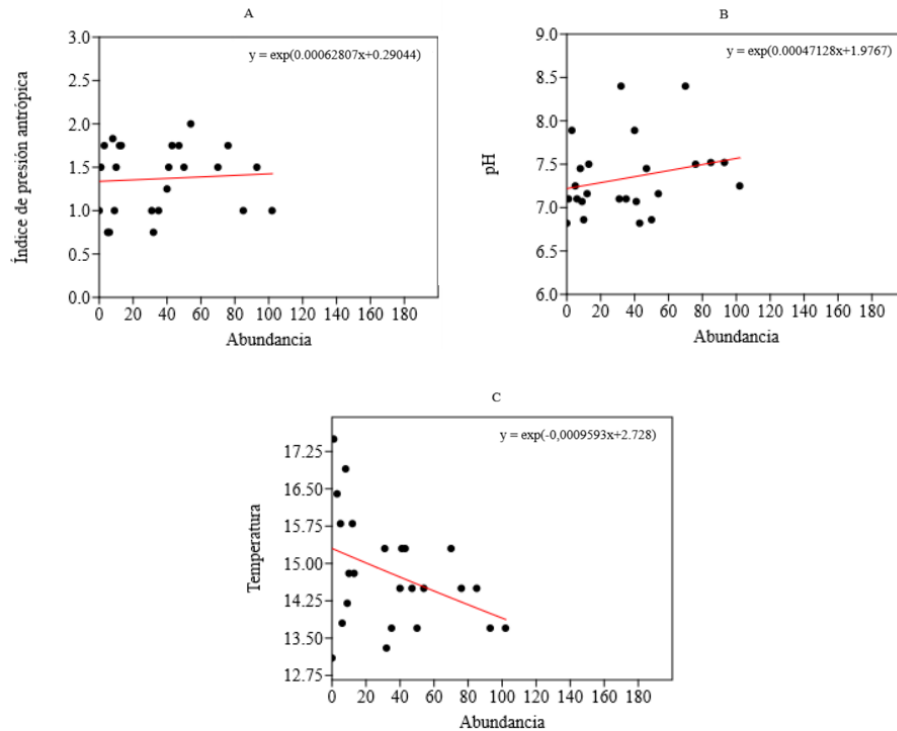 A
y = exp(0.00062807x+0.29044)
Índice de presión antrópica
3.0
2.5
2.0
1.5
1.0
0.5
0.0
0 20 40 60 80 100 120 140 160 180
Abundancia
B
y = exp(0.00047128x+1.9767)
pH
9.0
8.5
8.0
7.5
7.0
6.5
6.0
0 20 40 60 80 100 120 140 160 180
Abundancia
C
y = exp(-0,0009593x+2.728)
Temperatura
17.25
16.50
15.75
15.00
14.25
13.50
12.75
0 20 40 60 80 100 120 140 160 180
Abundancia